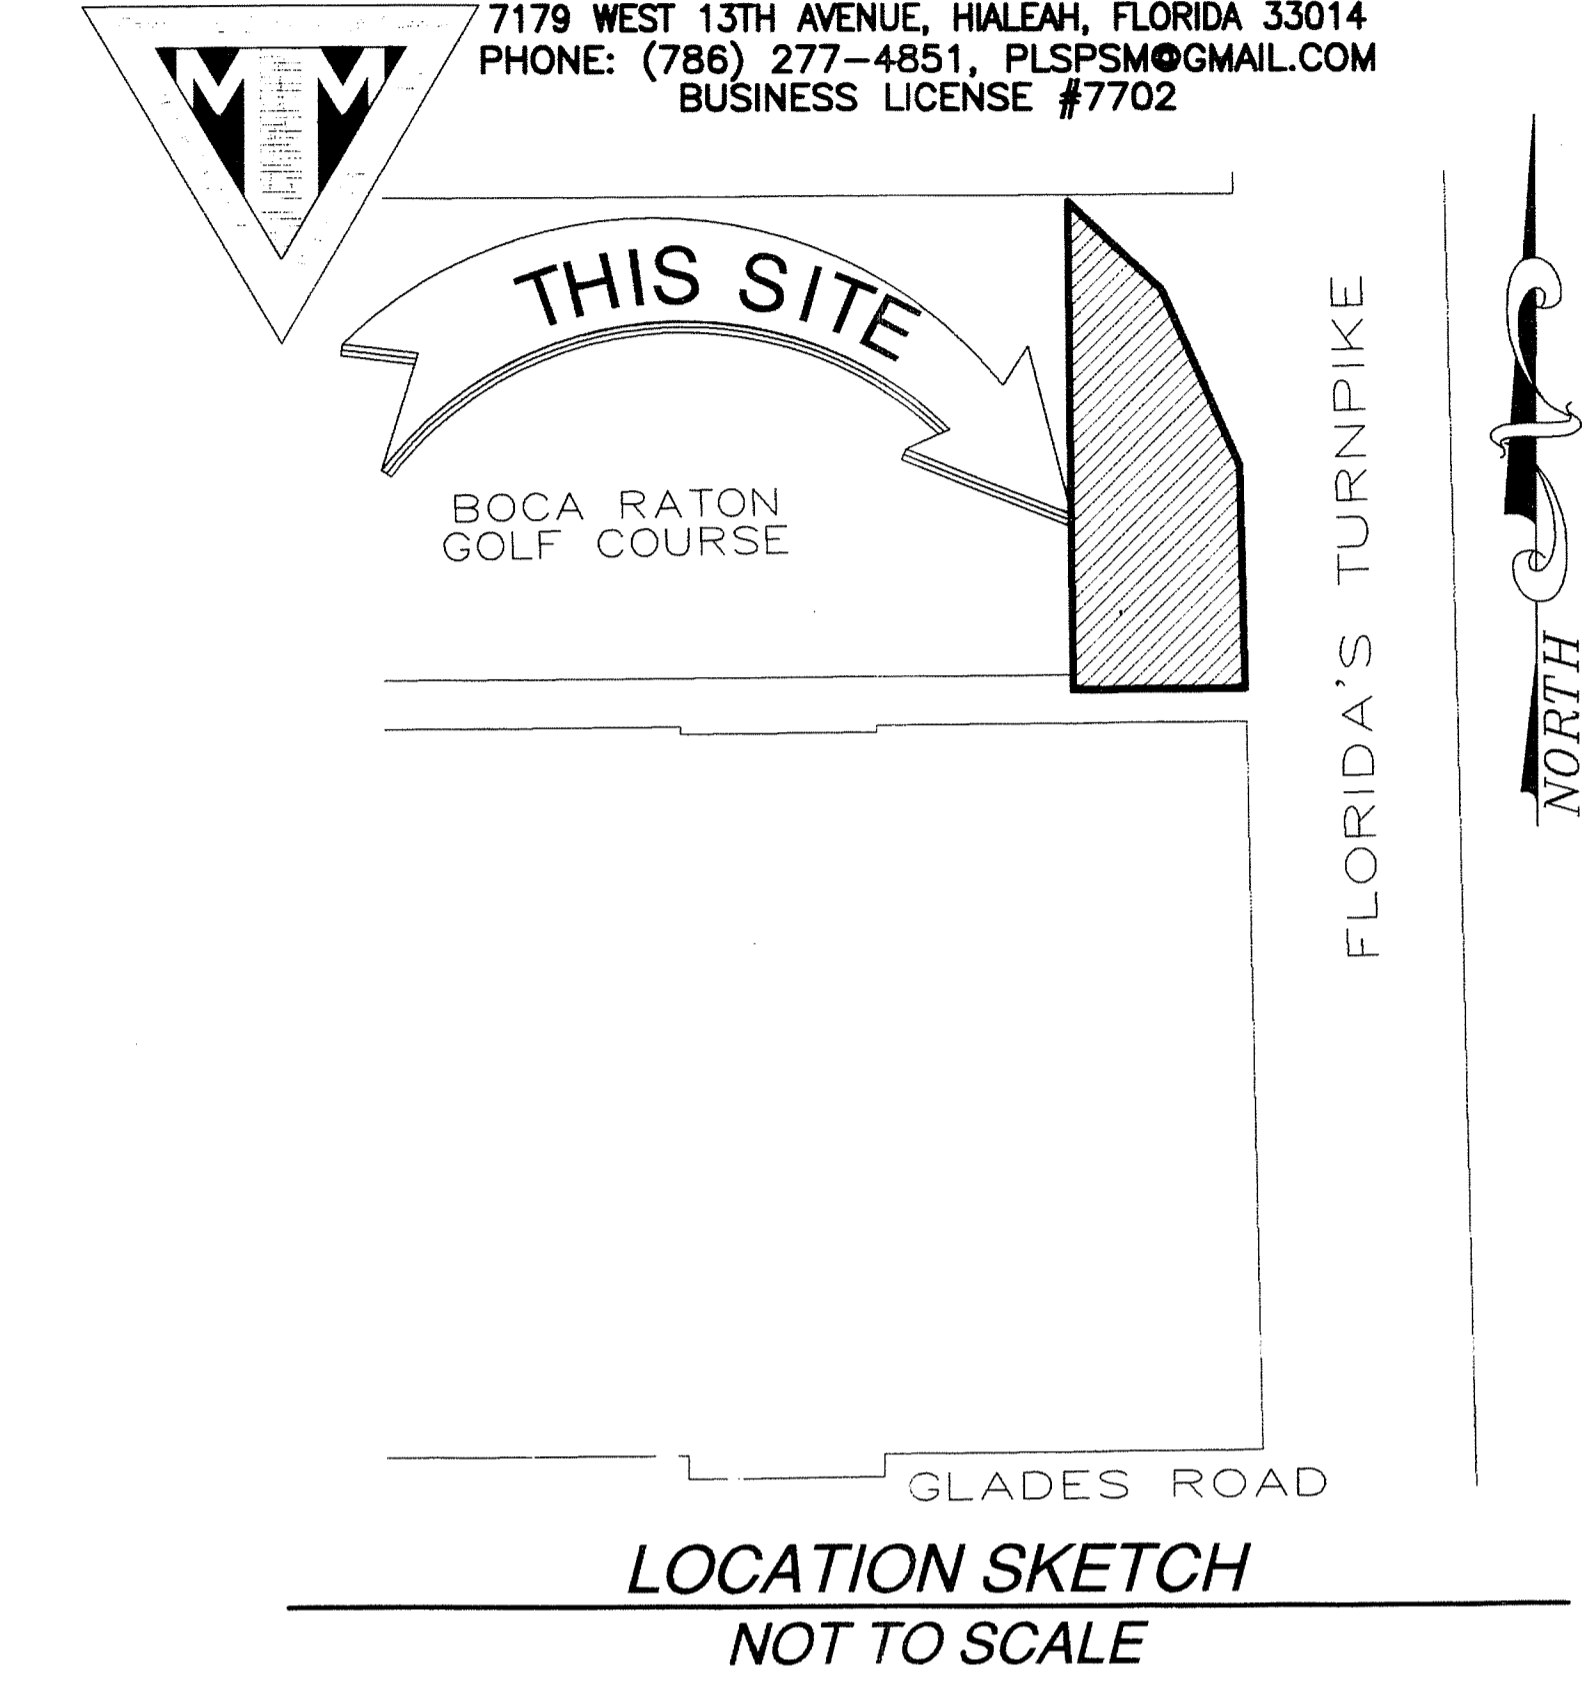 7179 WEST 13TH AVENUE, HIALEAH, FLORIDA 33014
PHONE: (786) 277-4851, PLSPSM@GMAIL.COM
BUSINESS LICENSE #7702
MTM
THIS SITE
BOCA RATON
GOLF COURSE
FLORIDA'S TURNPIKE
NORTH
GLADES ROAD
LOCATION SKETCH
NOT TO SCALE